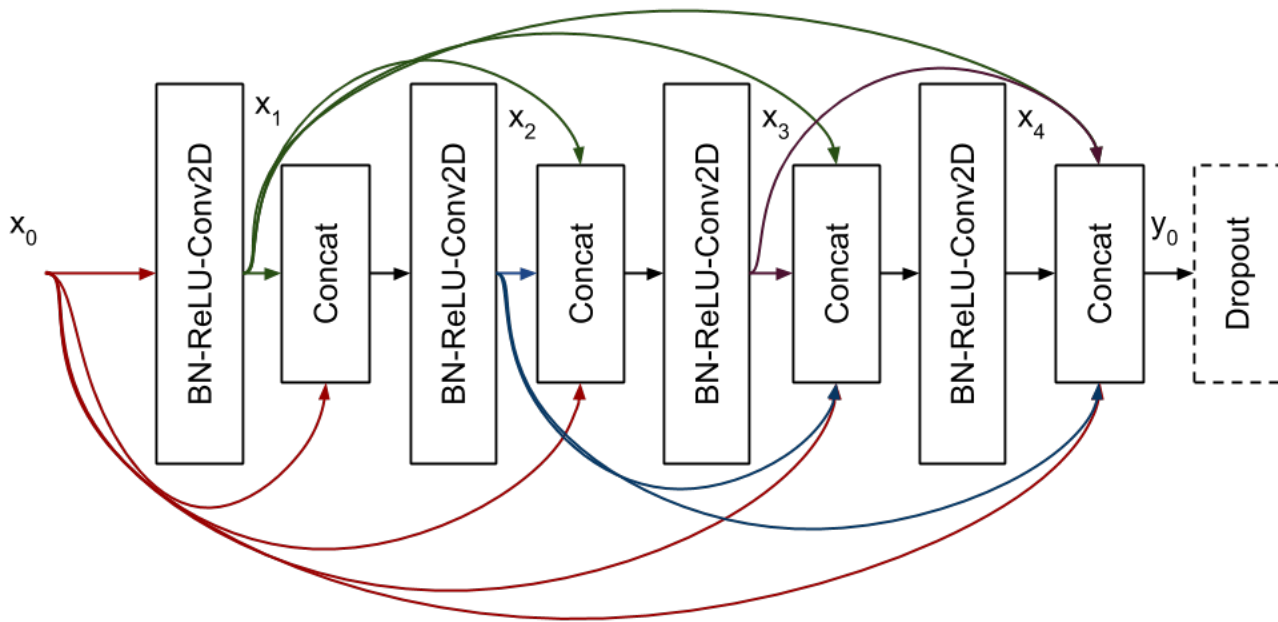 x0
BN-ReLU-Conv2D
x1
Concat
BN-ReLU-Conv2D
x2
Concat
BN-ReLU-Conv2D
x3
Concat
BN-ReLU-Conv2D
x4
Concat
y0
Dropout